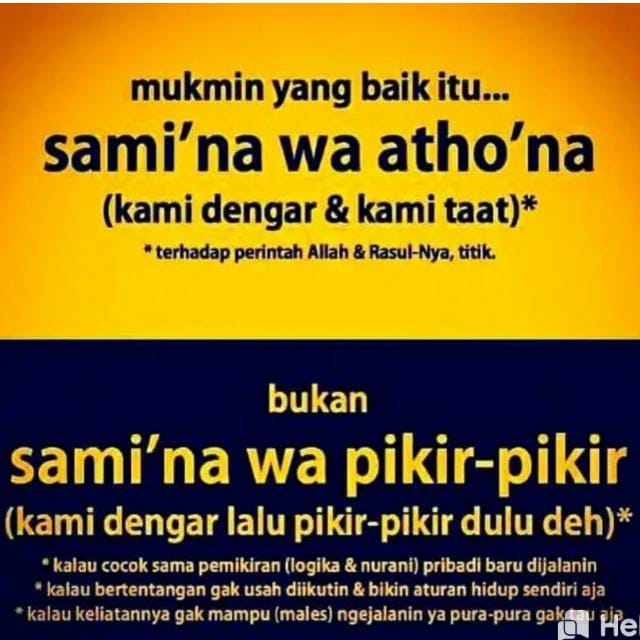 mukmin yang baik itu...
sami'na wa atho'na
(kami dengar & kami taat)*
* terhadap perintah Allah & Rasul-Nya, titik.
bukan
sami'na wa pikir-pikir
(kami dengar lalu pikir-pikir dulu deh)*
* kalau cocok sama pemikiran (logika & nurani) pribadi baru dijalanin
* kalau bertentangan gak usah diikutin & bikin aturan hidup sendiri aja
* kalau keliatannya gak mampu (males) ngejalanin ya pura-pura gak tau aja
He